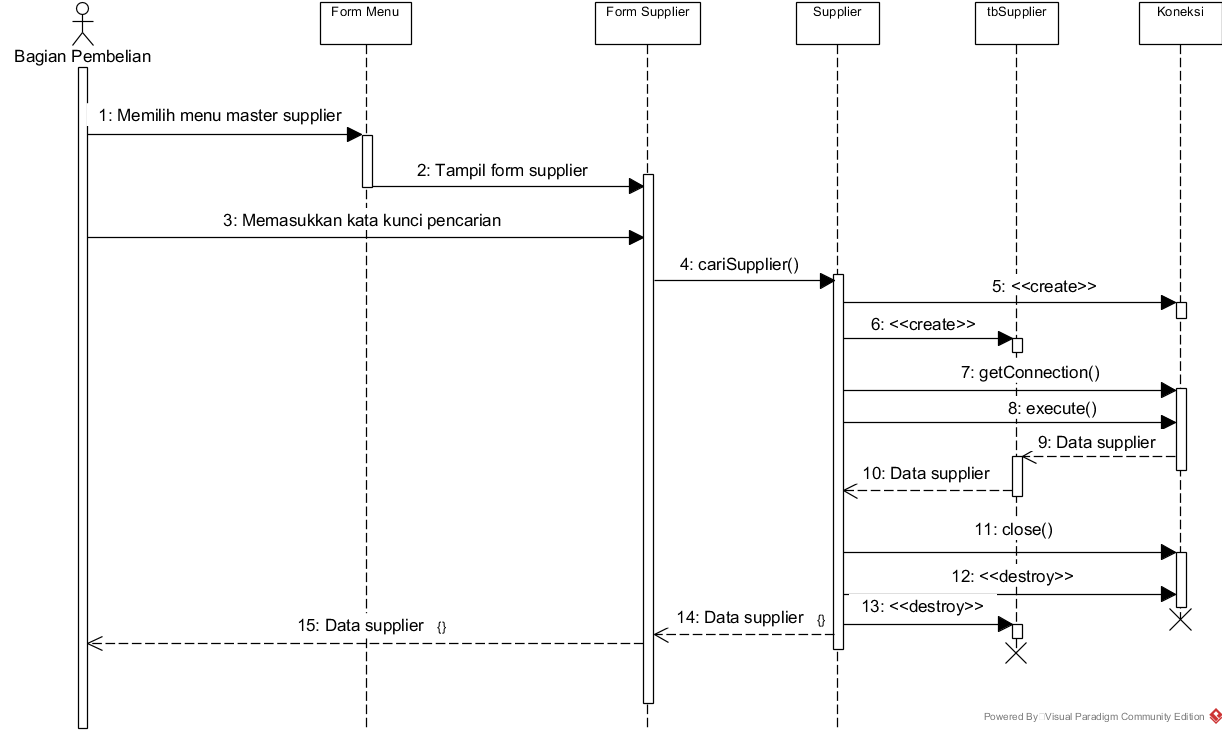 Form Menu
Form Supplier
Supplier
tbSupplier
Koneksi
Bagian Pembelian
1: Memilih menu master supplier
2: Tampil form supplier
3: Memasukkan kata kunci pencarian
4: cariSupplier()
5: <<create>>
6: <<create>>
7: getConnection()
8: execute()
9: Data supplier
10: Data supplier
11: close()
12: <<destroy>>
13: <<destroy>>
14: Data supplier {}
15: Data supplier {}
Powered By Visual Paradigm Community Edition